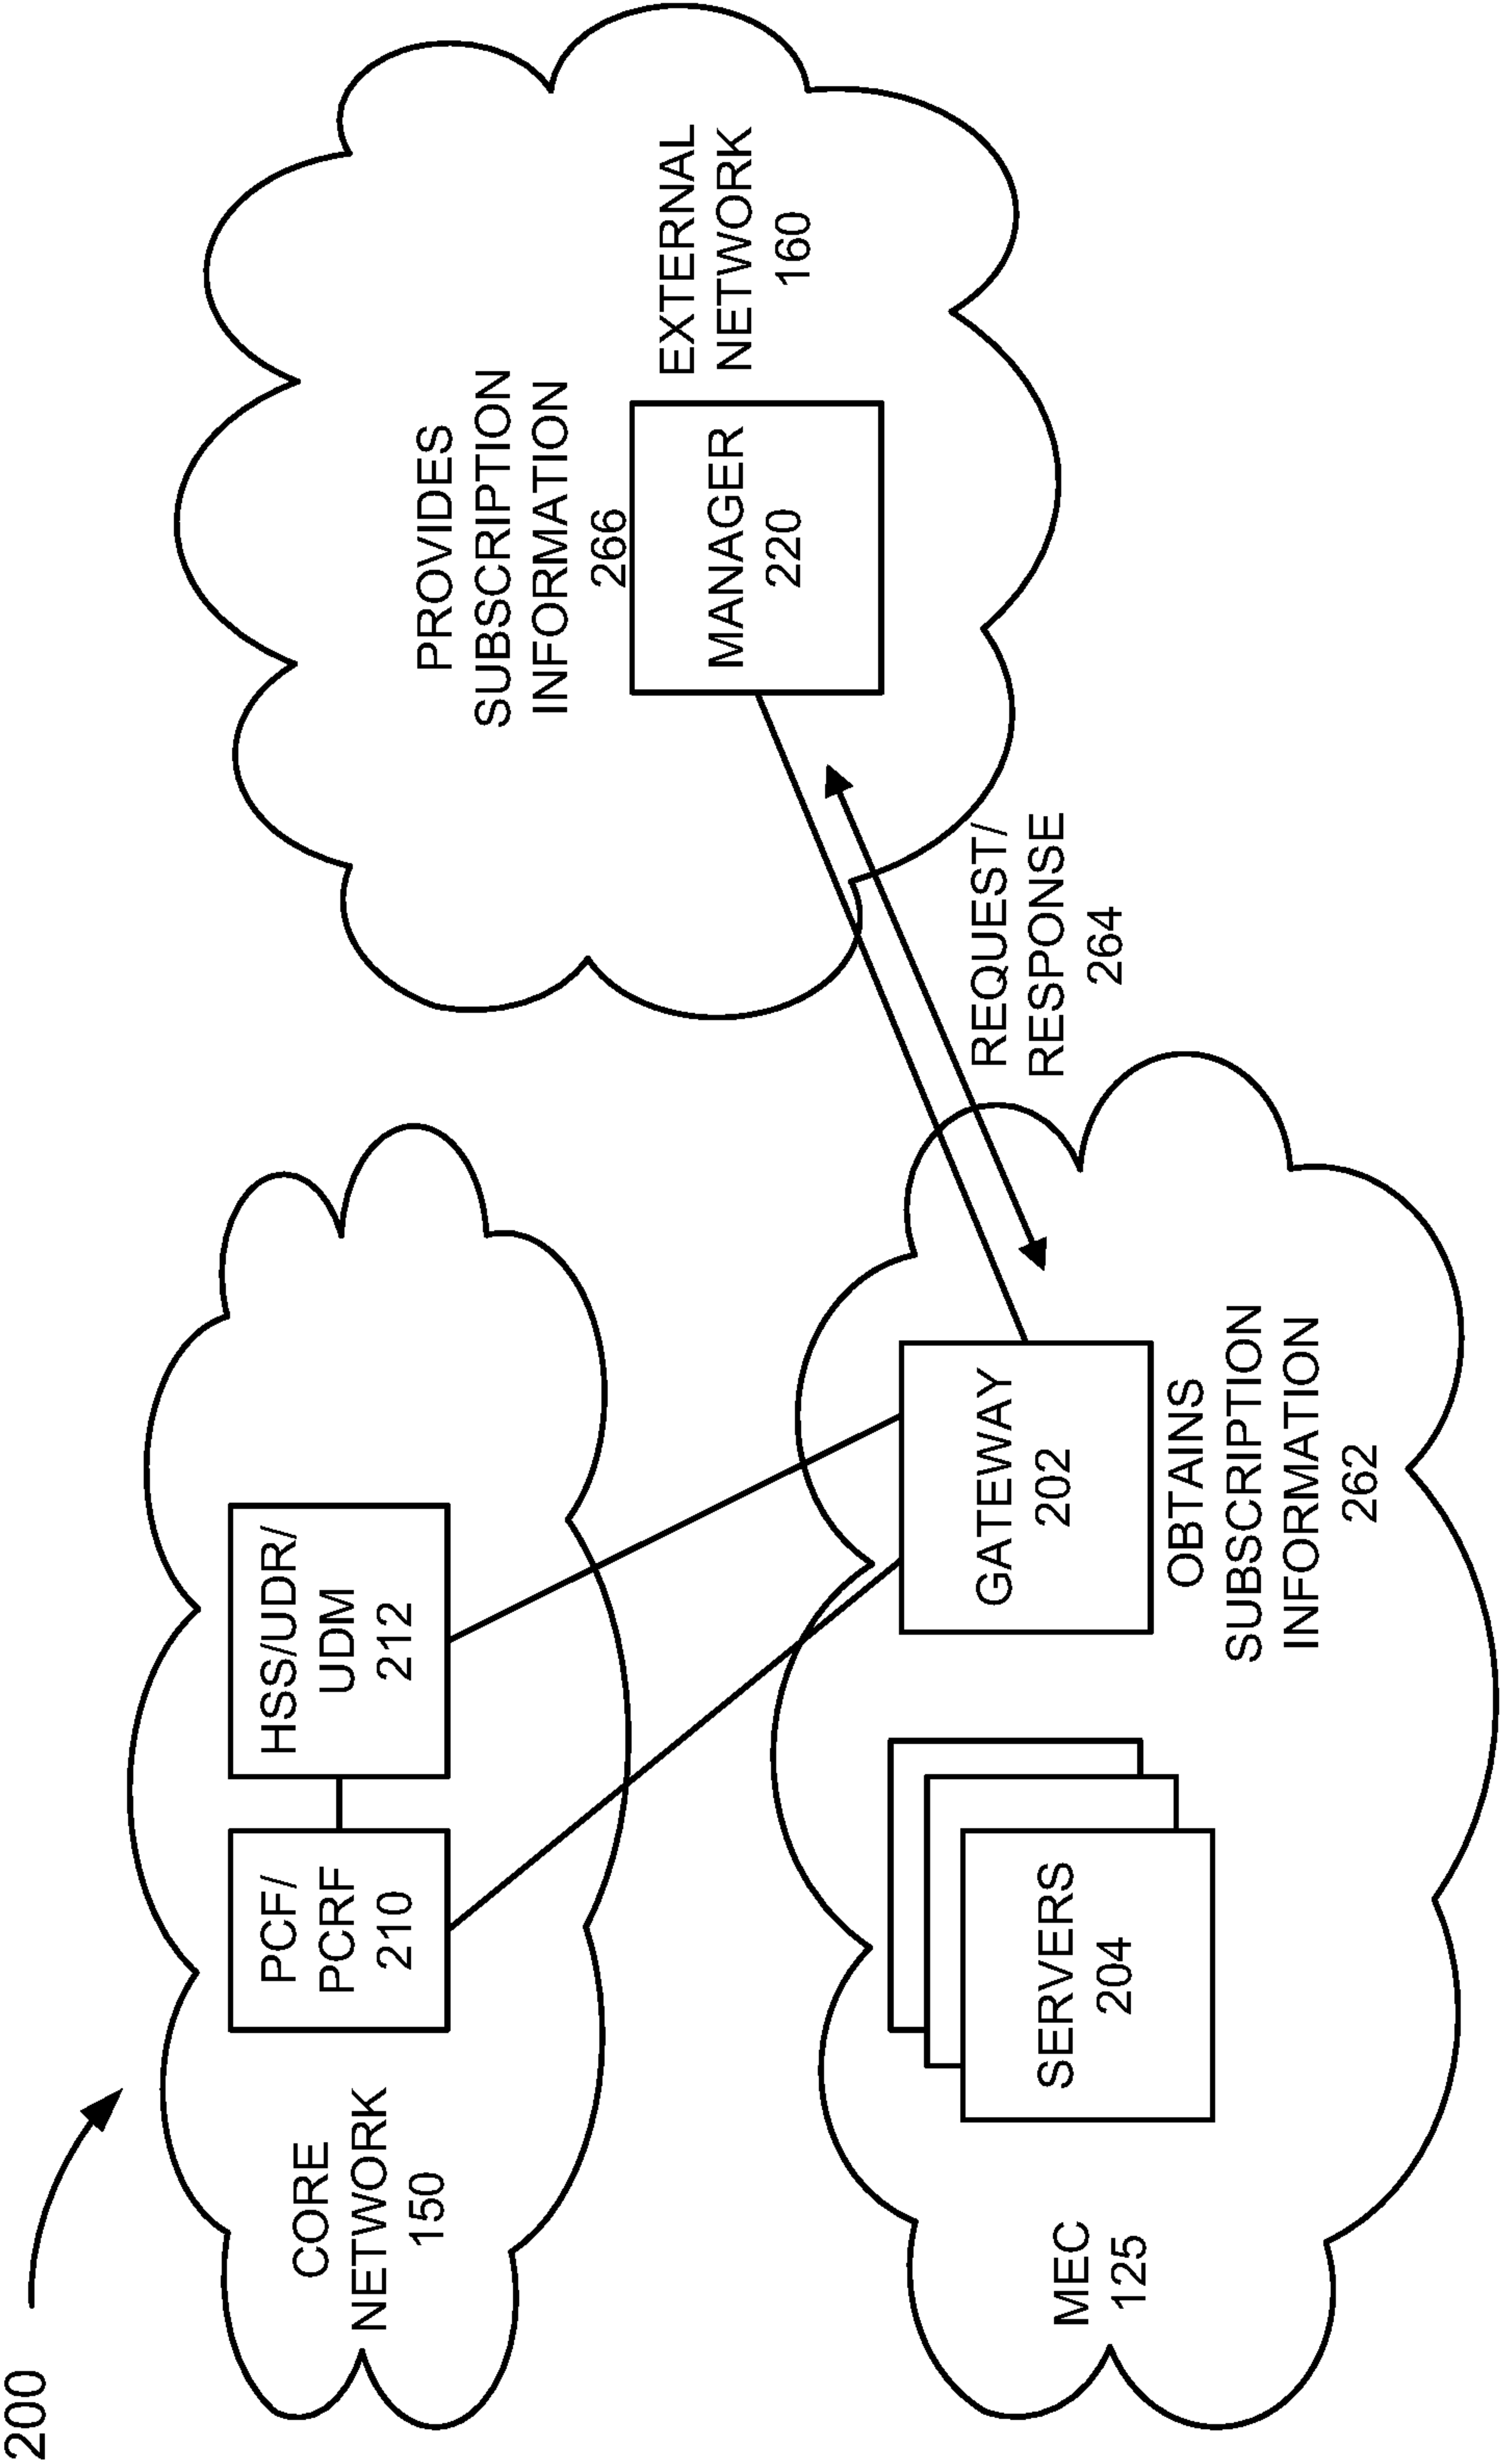 200
CORE
NETWORK
150
PCF/
PCRF
210
HSS/UDR/
UDM
212
PROVIDES
SUBSCRIPTION
INFORMATION
266
EXTERNAL
NETWORK
160
MANAGER
220
REQUEST/
RESPONSE
264
MEC
125
SERVERS
204
GATEWAY
202
OBTAINS
SUBSCRIPTION
INFORMATION
262